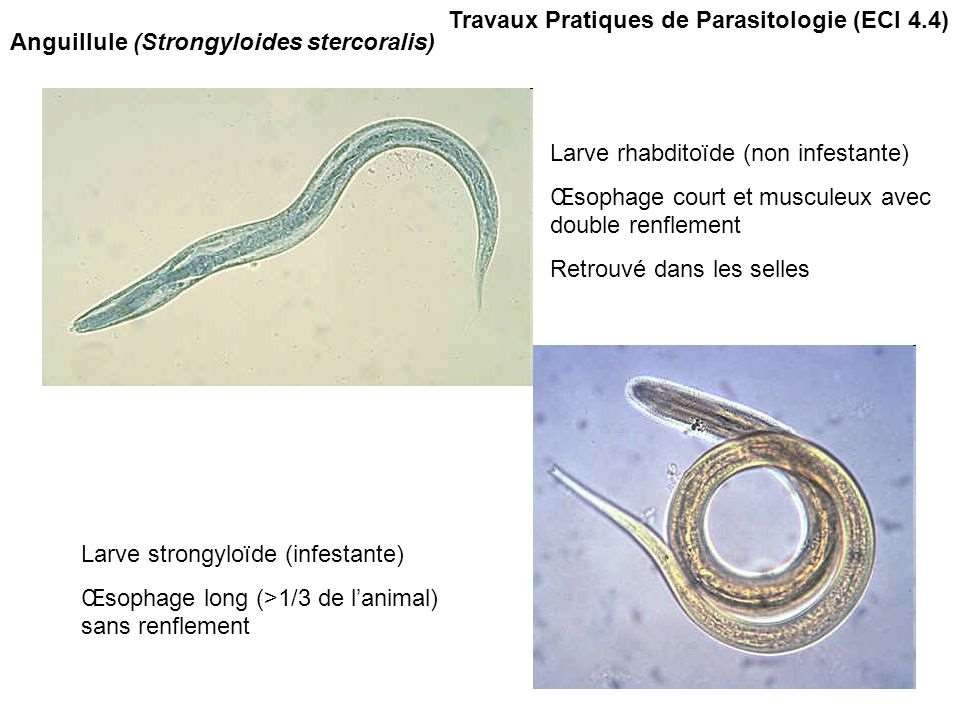 Travaux Pratiques de Parasitologie (ECI 4.4)
Anguillule (Strongyloides stercoralis)
Larve rhabditoïde (non infestante)
Œsophage court et musculeux avec
double renflement
Retrouvé dans les selles
Larve strongyloïde (infestante)
Œsophage long (>1/3 de l’animal)
sans renflement